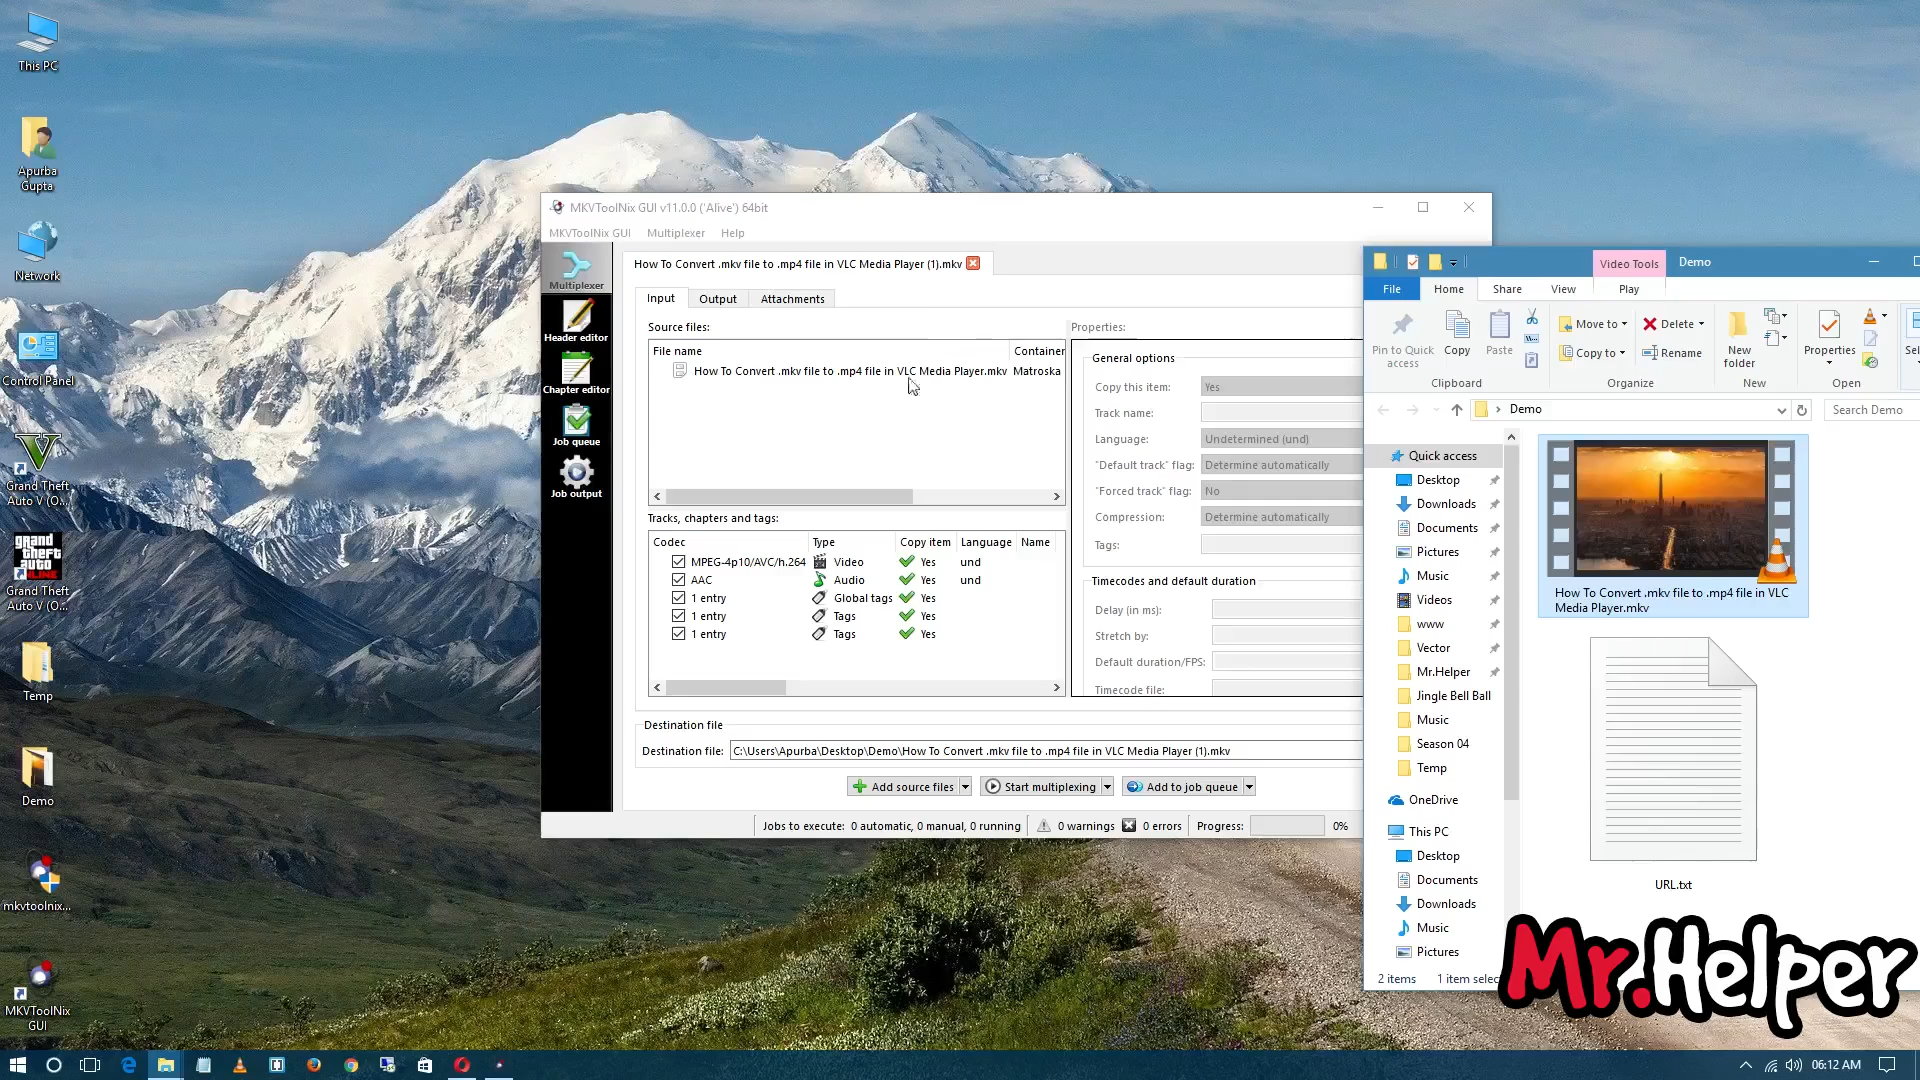 This PC
Apurba
Gupta
Network
Control Panel
Grand Theft
Auto V (O...
Grand Theft
Auto V (O...
Temp
Demo
mkvtoolnix...
MKVToolNix
GUI
grand
theft
auto
MKVToolNix GUI v11.0.0 ('Alive') 64bit
MKVToolNix GUI Multiplexer Help
Multiplexer
Header editor
Chapter editor
Job queue
Job output
How To Convert .mkv file to .mp4 file in VLC Media Player (1).mkv
Input Output Attachments
Source files:
File name Container
How To Convert .mkv file to .mp4 file in VLC Media Player.mkv Matroska
Tracks, chapters and tags:
Codec Type Copy item Language Name
MPEG-4p10/AVC/h.264 Video Yes und
AAC Audio Yes und
1 entry Global tags Yes
1 entry Tags Yes
1 entry Tags Yes
Properties:
General options
Copy this item: Yes
Track name:
Language: Undetermined (und)
"Default track" flag: Determine automatically
"Forced track" flag: No
Compression: Determine automatically
Tags:
Timecodes and default duration
Delay (in ms):
Stretch by:
Default duration/FPS:
Timecode file:
Destination file
Destination file: C:\Users\Apurba\Desktop\Demo\How To Convert .mkv file to .mp4 file in VLC Media Player (1).mkv
Add source files Start multiplexing Add to job queue
Jobs to execute: 0 automatic, 0 manual, 0 running 0 warnings 0 errors Progress: 0%
Video Tools Demo
File Home Share View Play
Pin to Quick
access
Copy
Paste
Clipboard
Move to
Copy to
Delete
Rename
Organize
New
folder
New
Properties
Open
Sel
Demo
Search Demo
Quick access
Desktop
Downloads
Documents
Pictures
Music
Videos
www
Vector
Mr.Helper
Jingle Bell Ball
Music
Season 04
Temp
OneDrive
This PC
Desktop
Documents
Downloads
Music
Pictures
How To Convert .mkv file to .mp4 file in VLC
Media Player.mkv
URL.txt
2 items 1 item selec
Mr.Helper
06:12 AM